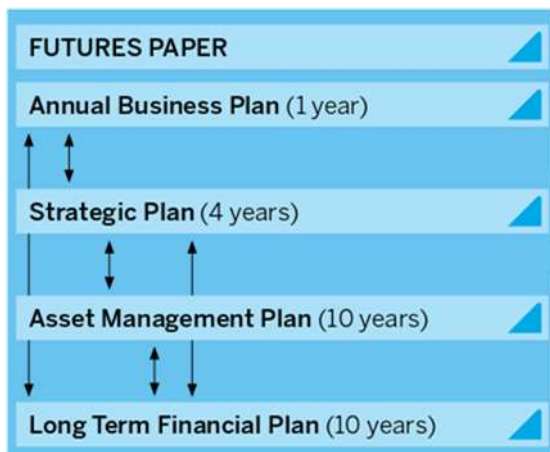 FUTURES PAPER
Annual Business Plan (1 year)
Strategic Plan (4 years)
Asset Management Plan (10 years)
Long Term Financial Plan (10 years)